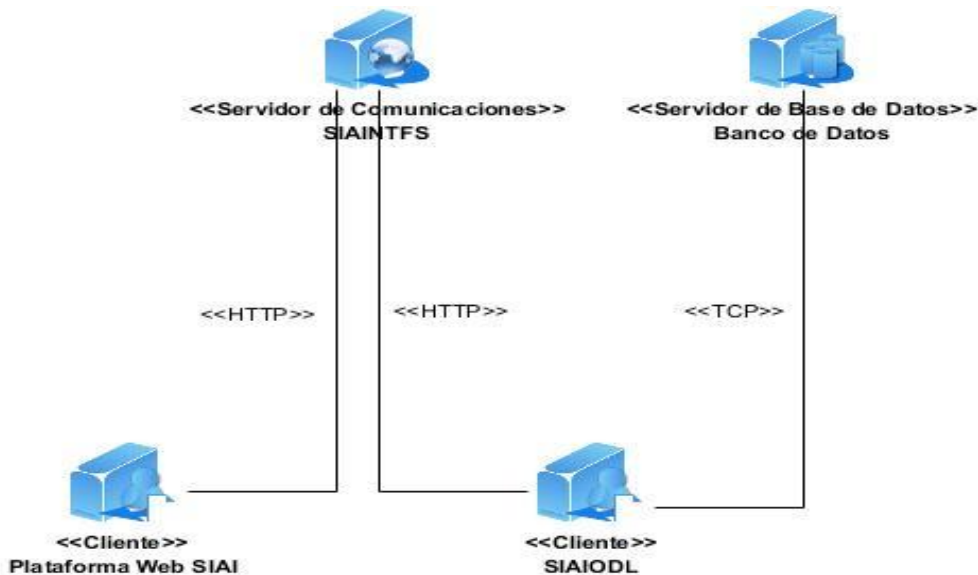 <<Servidor de Comunicaciones>>
SIAINTFS
<<Servidor de Base de Datos>>
Banco de Datos
<<HTTP>>
<<HTTP>>
<<TCP>>
<<Cliente>>
Plataforma Web SIAI
<<Cliente>>
SIAIODL